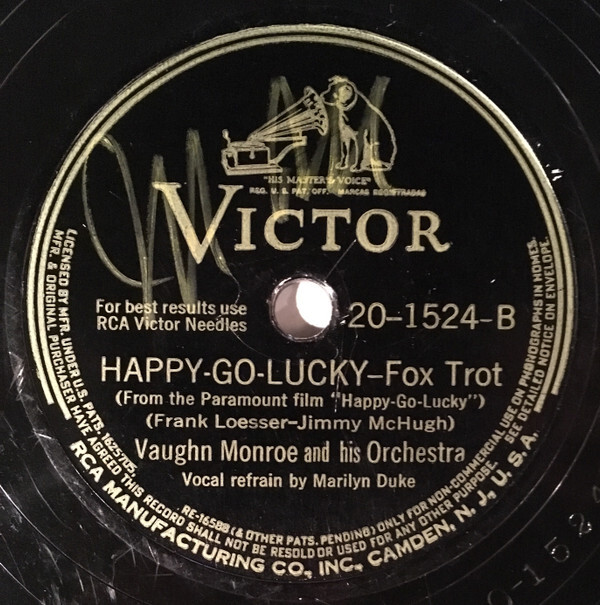 "HIS MASTER'S VOICE"
REG. U. S. PAT. OFF. MARCAS REGISTRADAS
VICTOR
For best results use
RCA Victor Needles
20-1524-B
HAPPY-GO-LUCKY—Fox Trot
(From the Paramount film "Happy-Go-Lucky")
(Frank Loesser-Jimmy McHugh)
Vaughn Monroe and his Orchestra
Vocal refrain by Marilyn Duke
LICENSED BY MFR. UNDER U.S. PATS. 1625705,
RE-16588 (& OTHER PATS. PENDING) ONLY FOR NON-COMMERCIAL USE ON PHONOGRAPHS IN HOMES.
MFR. & ORIGINAL PURCHASER HAVE AGREED THIS RECORD SHALL NOT BE RESOLD OR USED FOR ANY OTHER PURPOSE. SEE DETAILED NOTICE ON ENVELOPE.
RCA MANUFACTURING CO., INC., CAMDEN, N. J., U. S. A.